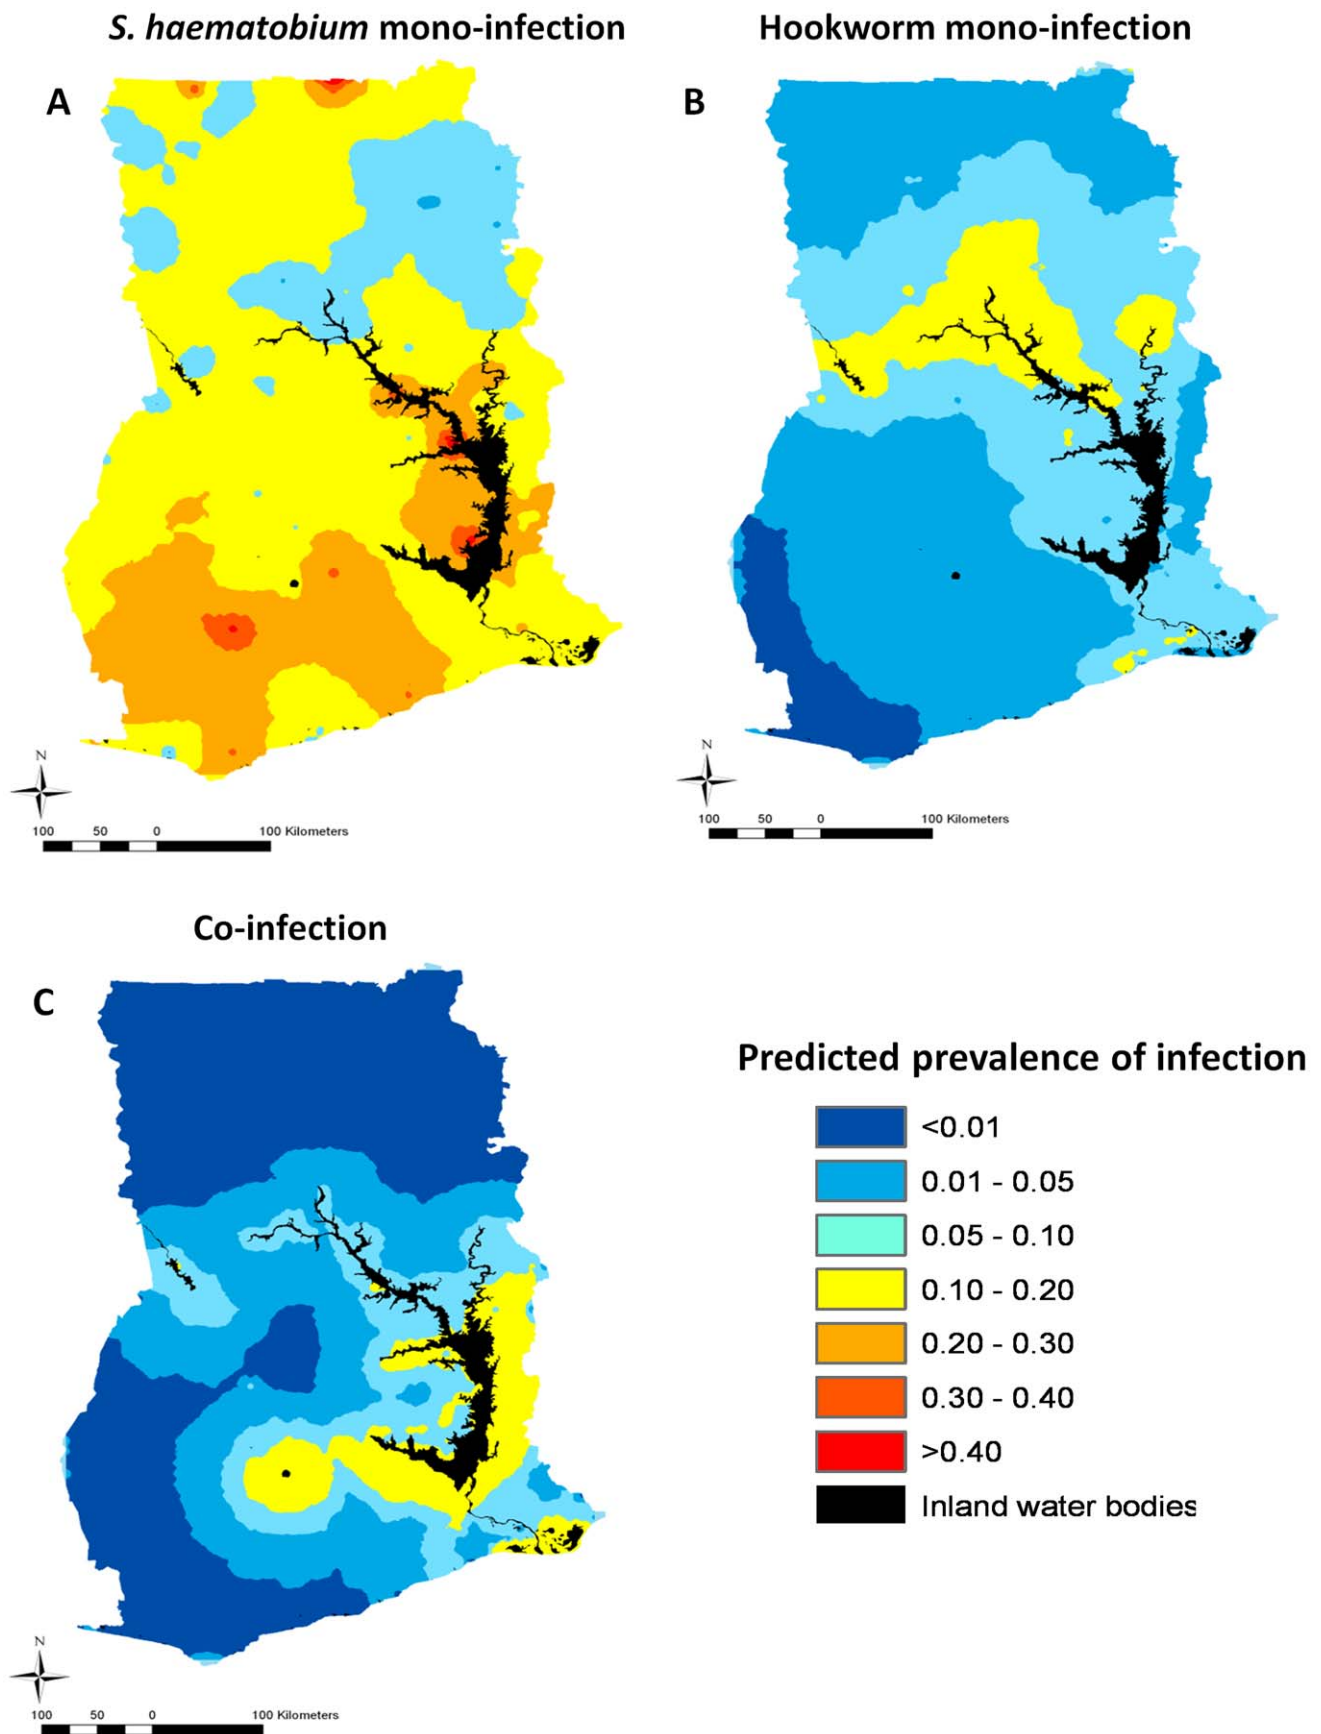 S. haematobium mono-infection
Hookworm mono-infection
A
B
N
N
100 50 0 100 Kilometers
100 50 0 100 Kilometers
Co-infection
C
Predicted prevalence of infection
<0.01
0.01 - 0.05
0.05 - 0.10
0.10 - 0.20
0.20 - 0.30
0.30 - 0.40
>0.40
Inland water bodies
N
100 50 0 100 Kilometers